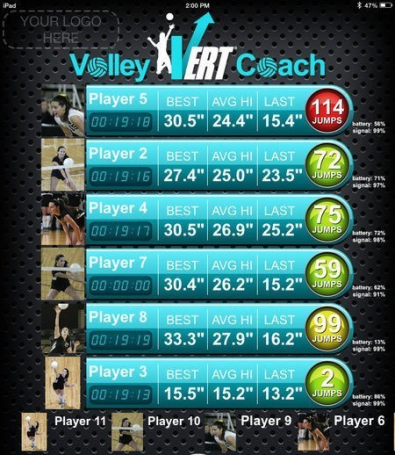 iPad 2:00 PM 47%
YOUR LOGO
HERE
Volley VERT Coach
Player 5 BEST AVG HI LAST 114
00:19:18 30.5" 24.4" 15.4" JUMPS
battery: 56%
signal: 99%
Player 2 BEST AVG HI LAST 72
00:19:16 27.4" 25.0" 23.5" JUMPS
battery: 71%
signal: 97%
Player 4 BEST AVG HI LAST 75
00:19:17 30.5" 26.9" 25.2" JUMPS
battery: 72%
signal: 98%
Player 7 BEST AVG HI LAST 59
00:00:00 30.4" 26.2" 15.2" JUMPS
battery: 62%
signal: 91%
Player 8 BEST AVG HI LAST 99
00:19:19 33.3" 27.9" 16.2" JUMPS
battery: 13%
signal: 99%
Player 3 BEST AVG HI LAST 2
00:19:13 15.5" 15.2" 13.2" JUMPS
battery: 86%
signal: 99%
Player 11 Player 10 Player 9 Player 6